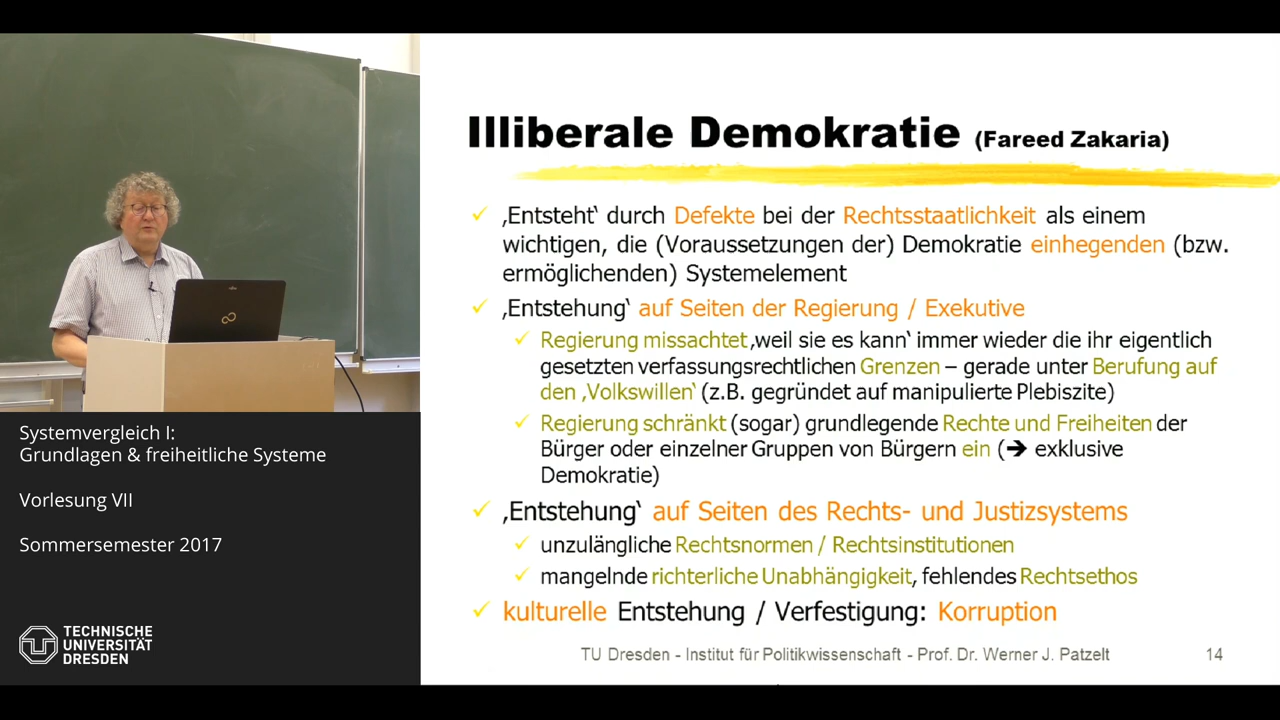 Illiberale Demokratie (Fareed Zakaria)
‚Entsteht‘ durch Defekte bei der Rechtsstaatlichkeit als einem
wichtigen, die (Voraussetzungen der) Demokratie einhegenden (bzw.
ermöglichenden) Systemelement
‚Entstehung‘ auf Seiten der Regierung / Exekutive
Regierung missachtet ‚weil sie es kann‘ immer wieder die ihr eigentlich
gesetzten verfassungsrechtlichen Grenzen – gerade unter Berufung auf
den ‚Volkswillen‘ (z.B. gegründet auf manipulierte Plebiszite)
Regierung schränkt (sogar) grundlegende Rechte und Freiheiten der
Bürger oder einzelner Gruppen von Bürgern ein (➔ exklusive
Demokratie)
‚Entstehung‘ auf Seiten des Rechts- und Justizsystems
unzulängliche Rechtsnormen / Rechtsinstitutionen
mangelnde richterliche Unabhängigkeit, fehlendes Rechtsethos
kulturelle Entstehung / Verfestigung: Korruption
TU Dresden - Institut für Politikwissenschaft - Prof. Dr. Werner J. Patzelt 14
Systemvergleich I:
Grundlagen & freiheitliche Systeme
Vorlesung VII
Sommersemester 2017
TECHNISCHE
UNIVERSITÄT
DRESDEN